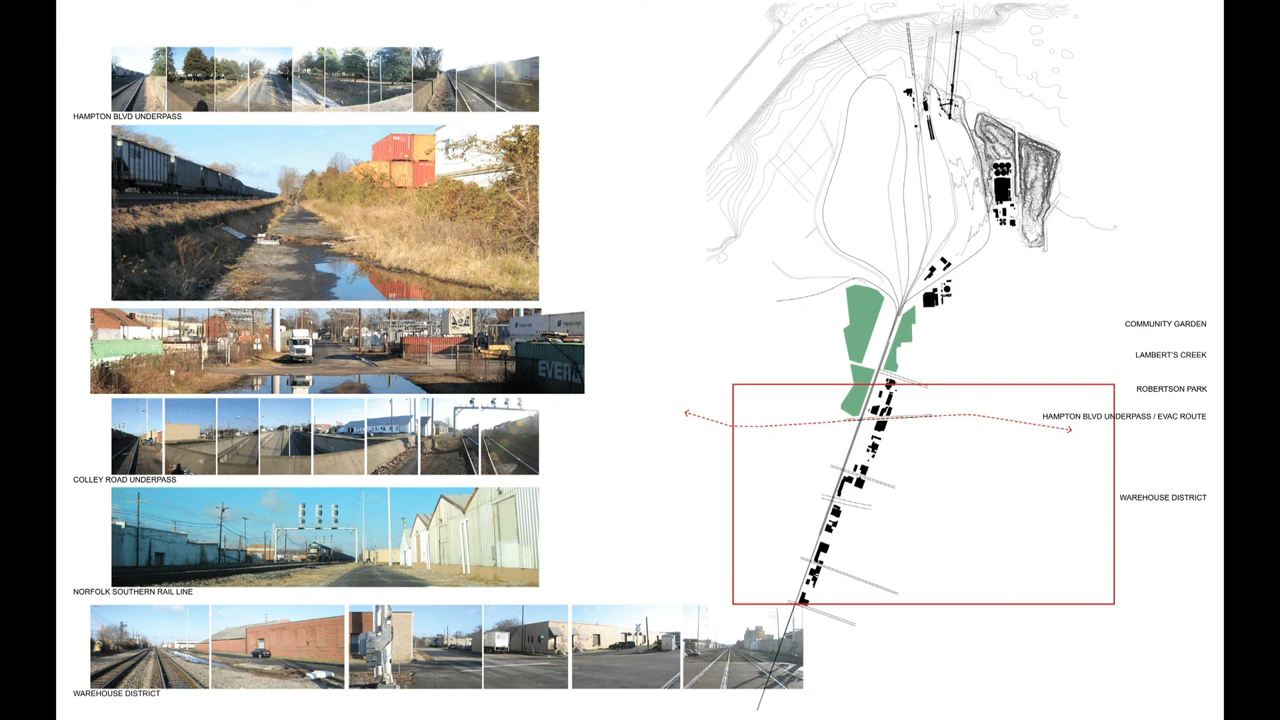 HAMPTON BLVD UNDERPASS
EVER
COLLEY ROAD UNDERPASS
NORFOLK SOUTHERN RAIL LINE
WAREHOUSE DISTRICT
COMMUNITY GARDEN
LAMBERT'S CREEK
ROBERTSON PARK
HAMPTON BLVD UNDERPASS / EVAC ROUTE
WAREHOUSE DISTRICT